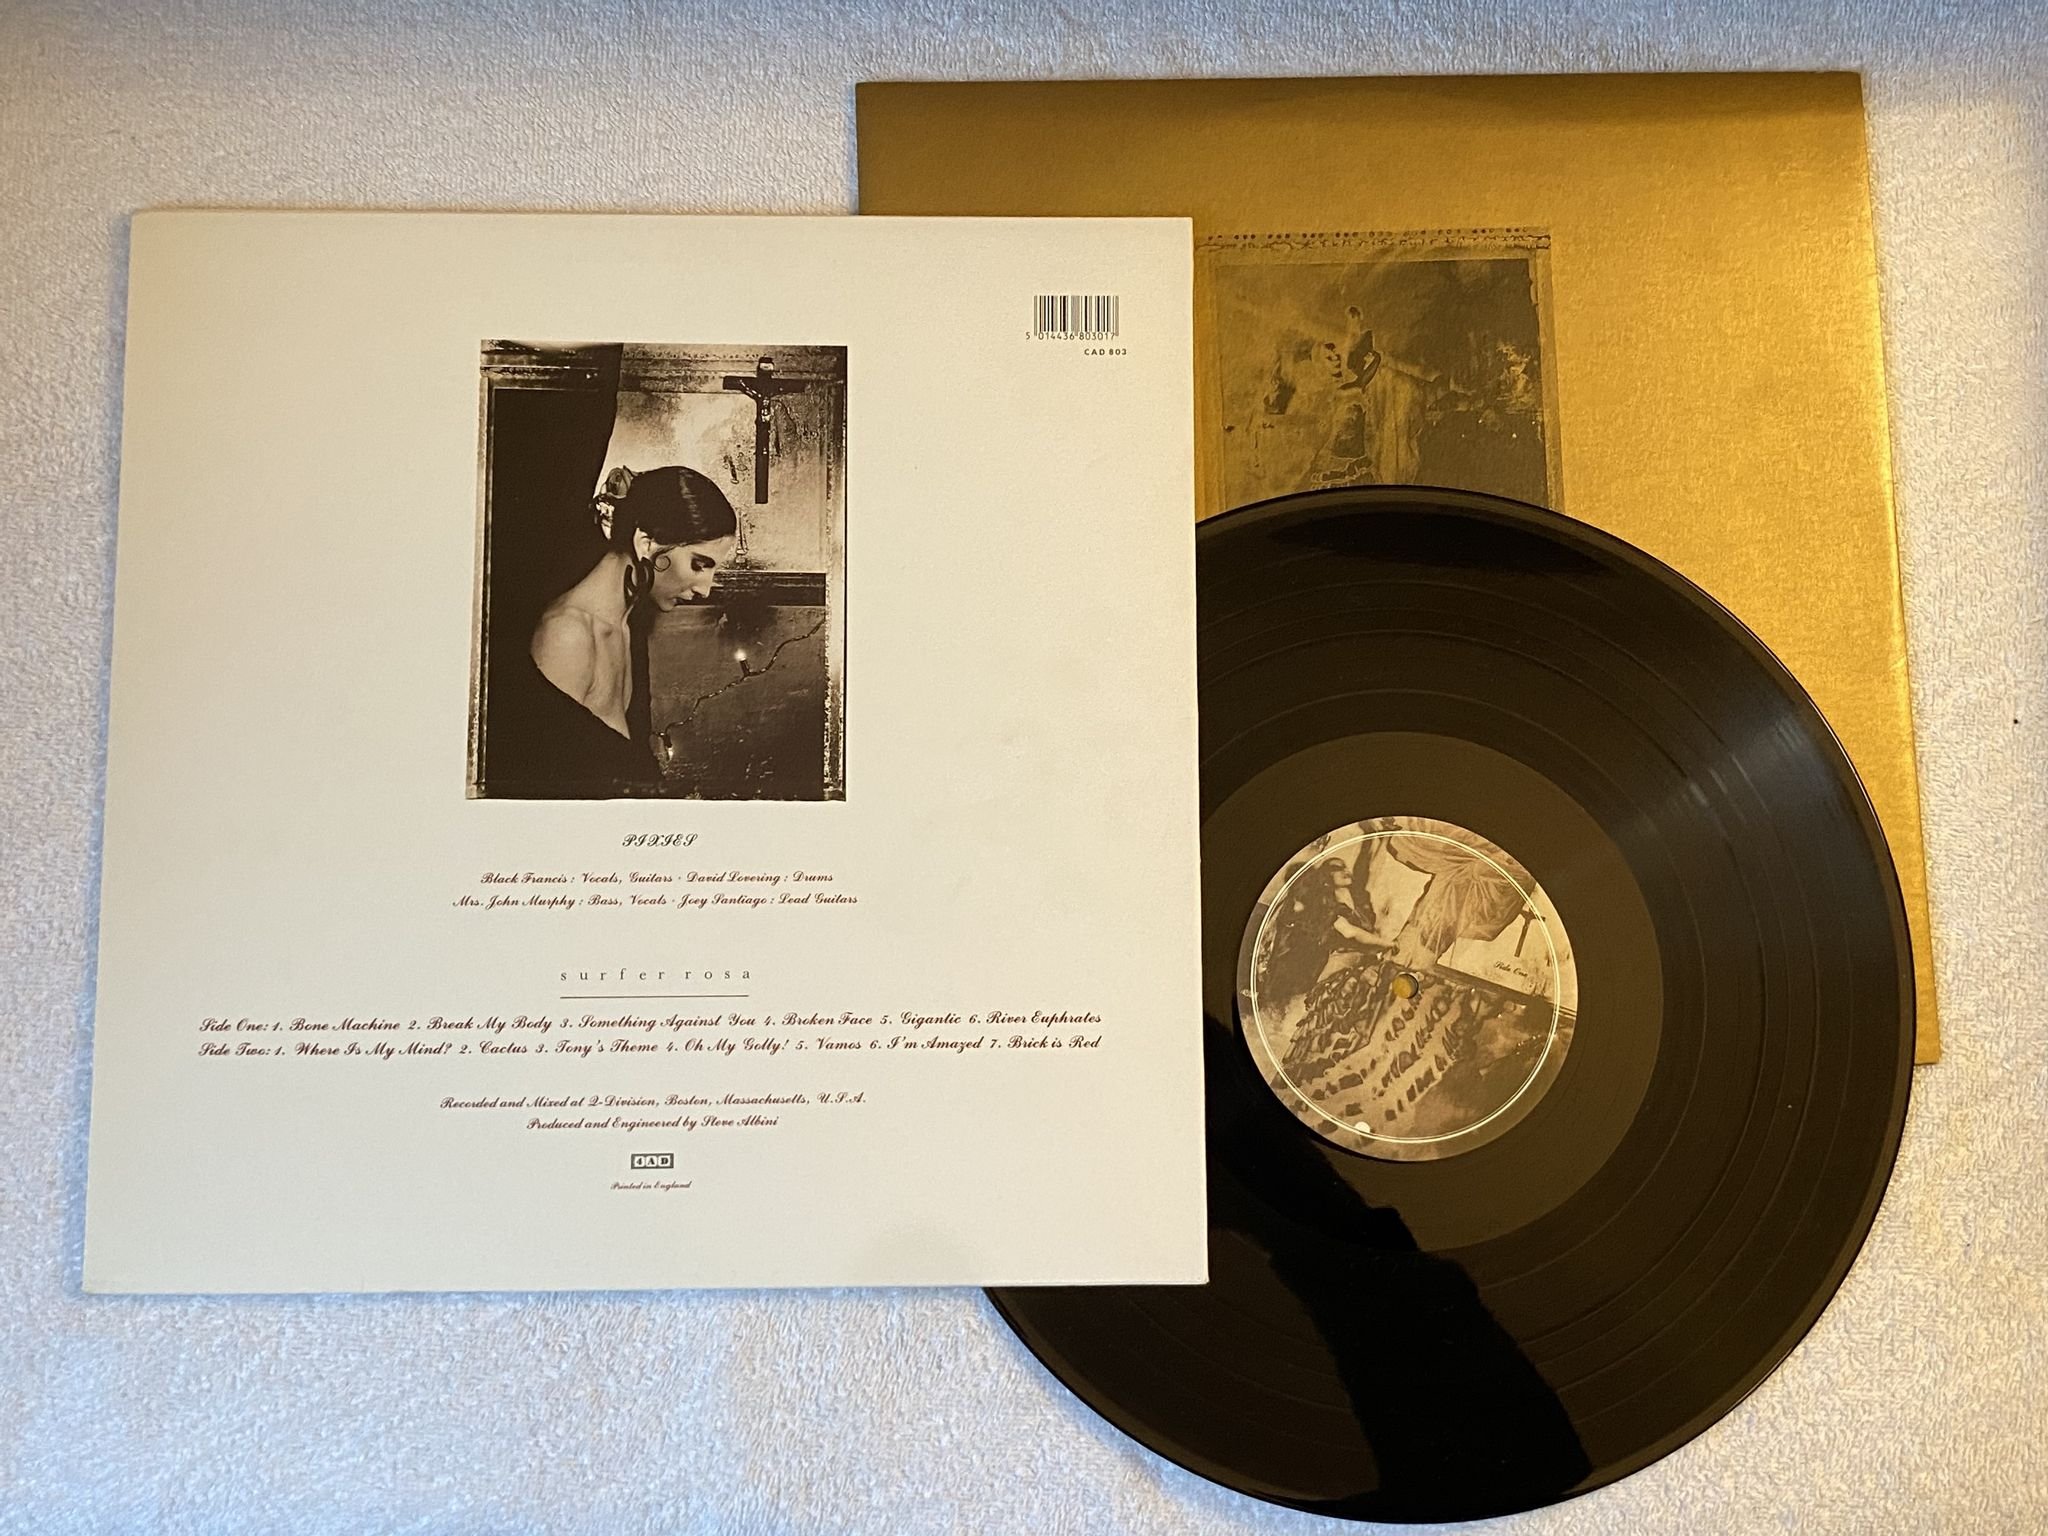 5 014436 803017
CAD 803
PIXIES
Black Francis : Vocals, Guitars · David Lovering : Drums
Mrs. John Murphy : Bass, Vocals · Joey Santiago : Lead Guitars
surfer rosa
Side One: 1. Bone Machine 2. Break My Body 3. Something Against You 4. Broken Face 5. Gigantic 6. River Euphrates
Side Two: 1. Where Is My Mind? 2. Cactus 3. Tony's Theme 4. Oh My Golly! 5. Vamos 6. I'm Amazed 7. Brick is Red
Recorded and Mixed at Q-Division, Boston, Massachusetts, U.S.A.
Produced and Engineered by Steve Albini
4AD
Printed in England
Side One